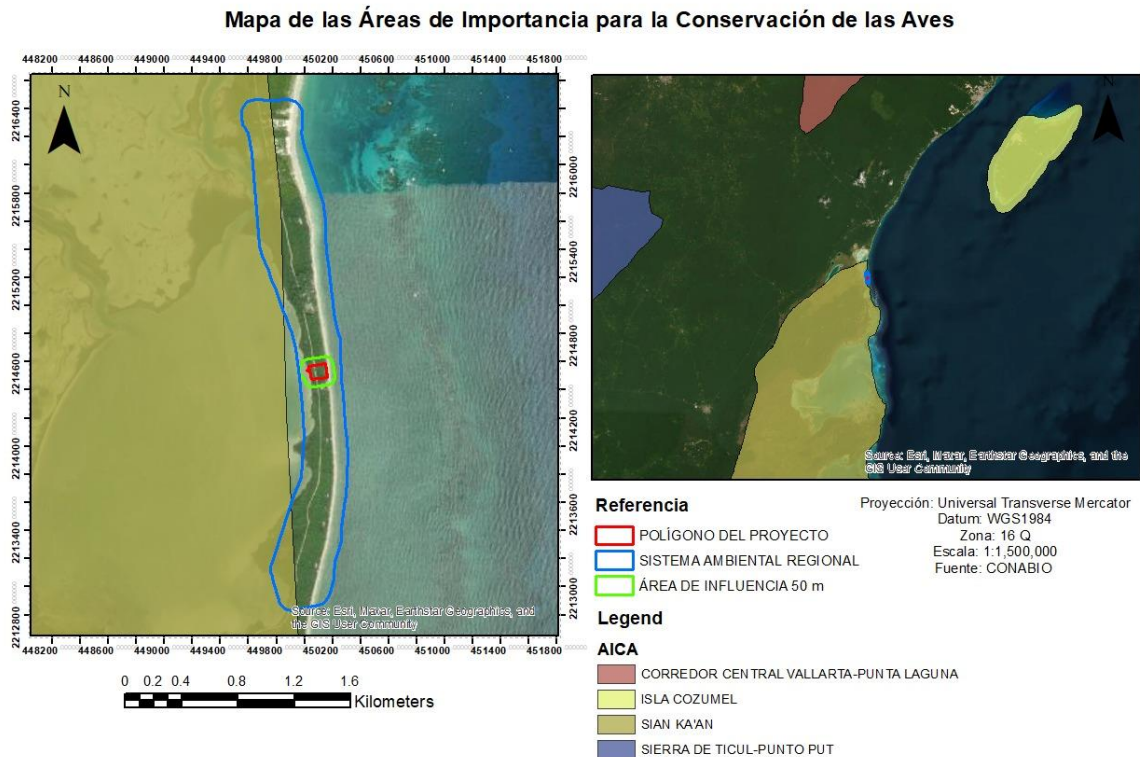 Mapa de las Áreas de Importancia para la Conservación de las Aves
448200 448600 449000 449400 449800 450200 450600 451000 451400 451800
N
2216400
2215800
2215200
2214600
2214000
2213400
2212800
2216000
2215400
2214800
2214200
2213600
2213000
Source: Esri, Maxar, Earthstar Geographics, and
the GIS User Community
448200 448600 449000 449400 449800 450200 450600 451000 451400 451800
0 0.2 0.4 0.8 1.2 1.6
Kilometers
N
Source: Esri, Maxar, Earthstar Geographics, and the
GIS User Community
Referencia
POLÍGONO DEL PROYECTO
SISTEMA AMBIENTAL REGIONAL
ÁREA DE INFLUENCIA 50 m
Proyección: Universal Transverse Mercator
Datum: WGS1984
Zona: 16 Q
Escala: 1:1,500,000
Fuente: CONABIO
Legend
AICA
CORREDOR CENTRAL VALLARTA-PUNTA LAGUNA
ISLA COZUMEL
SIAN KA'AN
SIERRA DE TICUL-PUNTO PUT